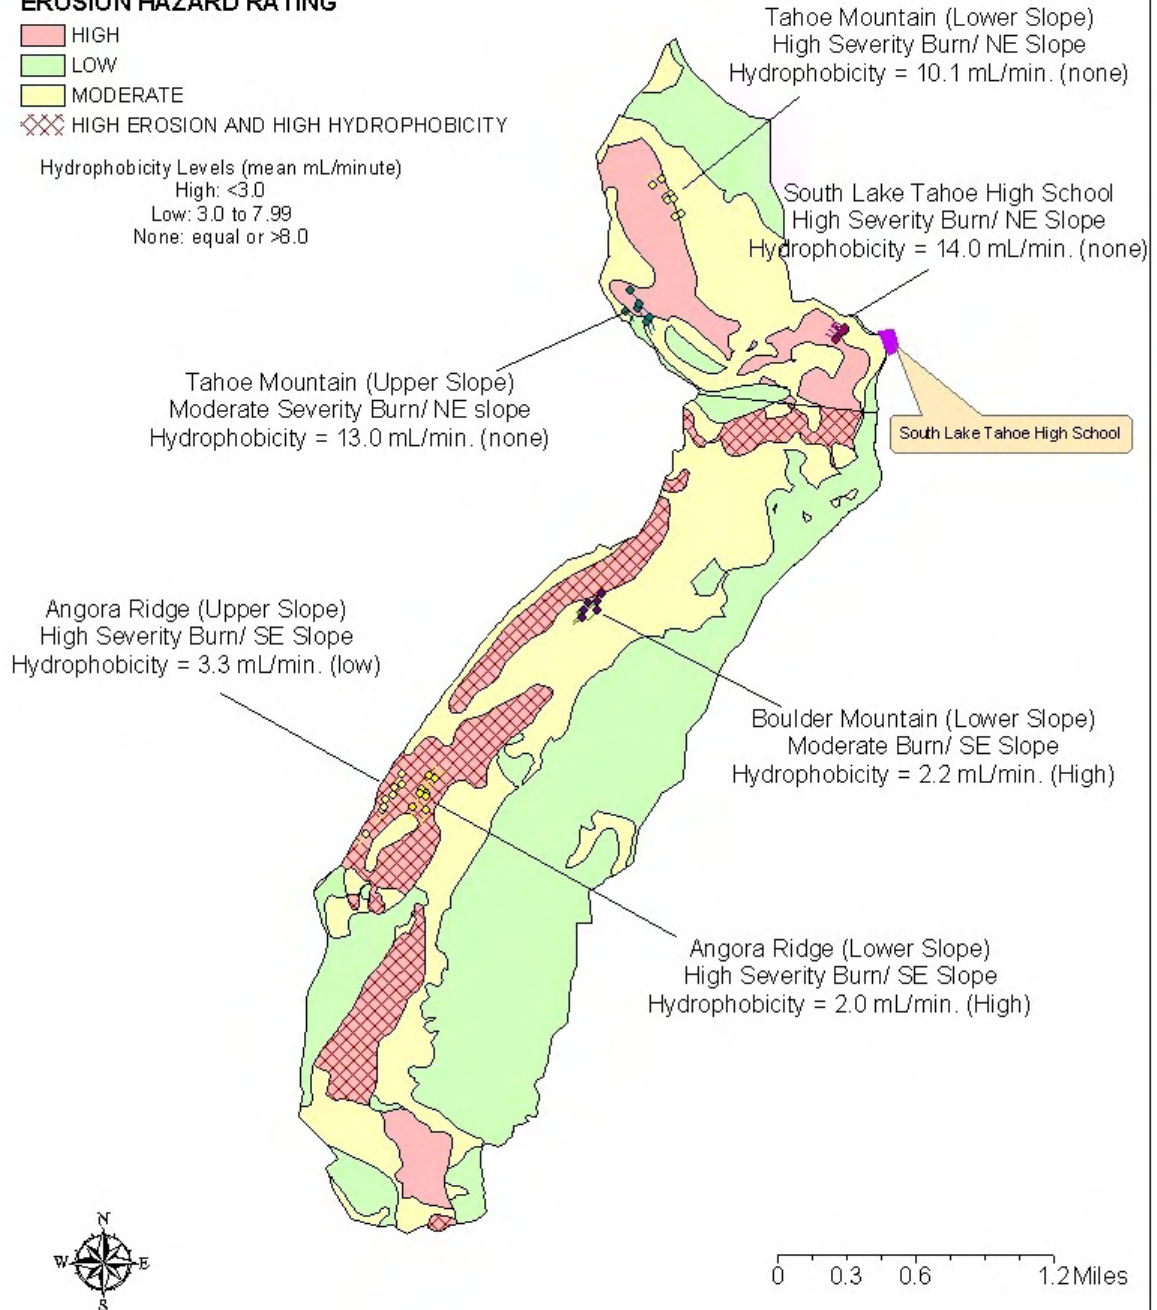 EROSION HAZARD RATING
HIGH
LOW
MODERATE
HIGH EROSION AND HIGH HYDROPHOBICITY
Hydrophobicity Levels (mean mL/minute)
High: <3.0
Low: 3.0 to 7.99
None: equal or >8.0
Tahoe Mountain (Lower Slope)
High Severity Burn/ NE Slope
Hydrophobicity = 10.1 mL/min. (none)
South Lake Tahoe High School
High Severity Burn/ NE Slope
Hydrophobicity = 14.0 mL/min. (none)
Tahoe Mountain (Upper Slope)
Moderate Severity Burn/ NE slope
Hydrophobicity = 13.0 mL/min. (none)
South Lake Tahoe High School
Angora Ridge (Upper Slope)
High Severity Burn/ SE Slope
Hydrophobicity = 3.3 mL/min. (low)
Boulder Mountain (Lower Slope)
Moderate Burn/ SE Slope
Hydrophobicity = 2.2 mL/min. (High)
Angora Ridge (Lower Slope)
High Severity Burn/ SE Slope
Hydrophobicity = 2.0 mL/min. (High)
N
W E
S
0 0.3 0.6 1.2 Miles